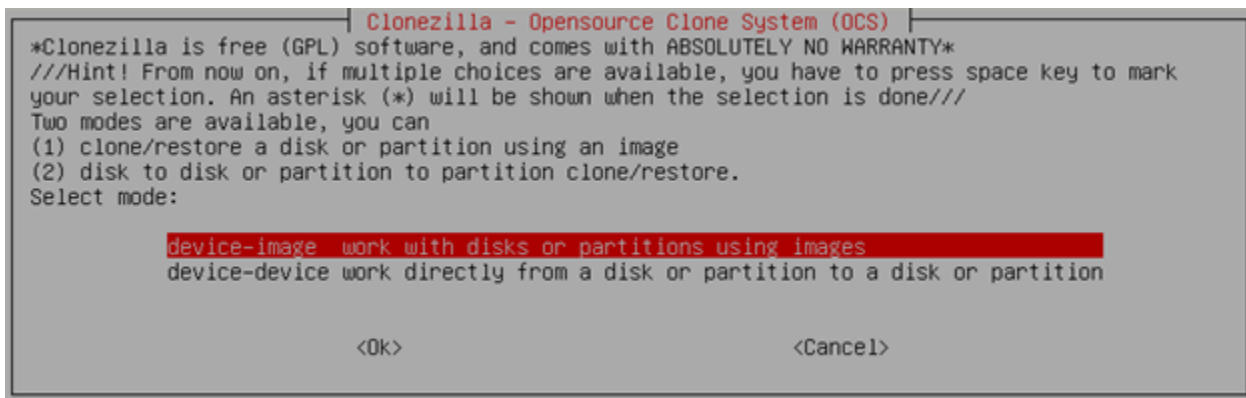 Clonezilla - Opensource Clone System (OCS)
*Clonezilla is free (GPL) software, and comes with ABSOLUTELY NO WARRANTY*
///Hint! From now on, if multiple choices are available, you have to press space key to mark
your selection. An asterisk (*) will be shown when the selection is done///
Two modes are available, you can
(1) clone/restore a disk or partition using an image
(2) disk to disk or partition to partition clone/restore.
Select mode:
device-image work with disks or partitions using images
device-device work directly from a disk or partition to a disk or partition
<Ok> <Cancel>